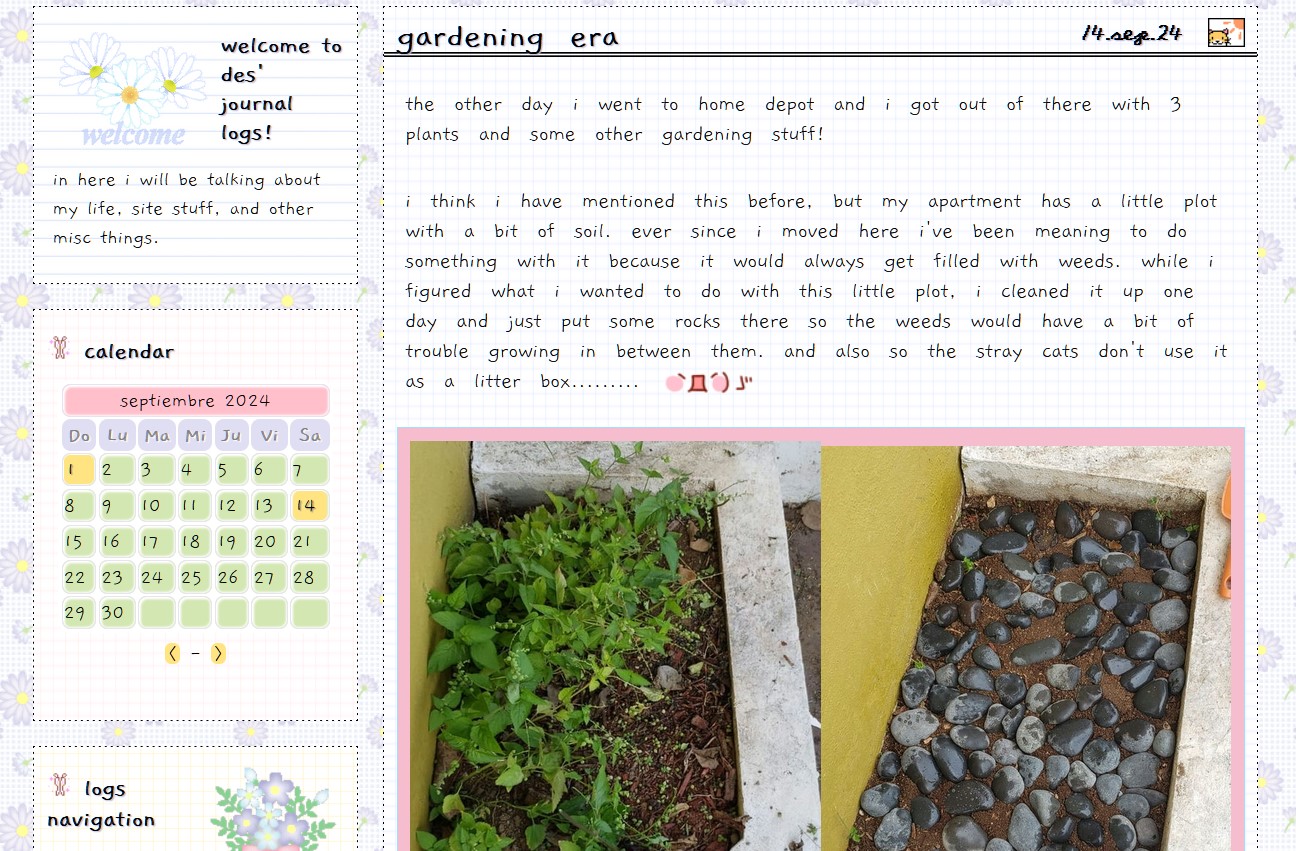 welcome
welcome to
des'
journal
logs!
in here i will be talking about
my life, site stuff, and other
misc things.
calendar
septiembre 2024
Do Lu Ma Mi Ju Vi Sa
1 2 3 4 5 6 7
8 9 10 11 12 13 14
15 16 17 18 19 20 21
22 23 24 25 26 27 28
29 30
< - >
logs
navigation
gardening era
14.sep.24
the other day i went to home depot and i got out of there with 3
plants and some other gardening stuff!
i think i have mentioned this before, but my apartment has a little plot
with a bit of soil. ever since i moved here i've been meaning to do
something with it because it would always get filled with weeds. while i
figured what i wanted to do with this little plot, i cleaned it up one
day and just put some rocks there so the weeds would have a bit of
trouble growing in between them. and also so the stray cats don't use it
as a litter box.........